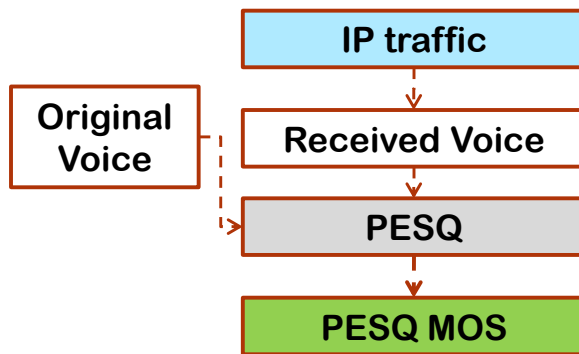 IP traffic
Original
Voice
Received Voice
PESQ
PESQ MOS